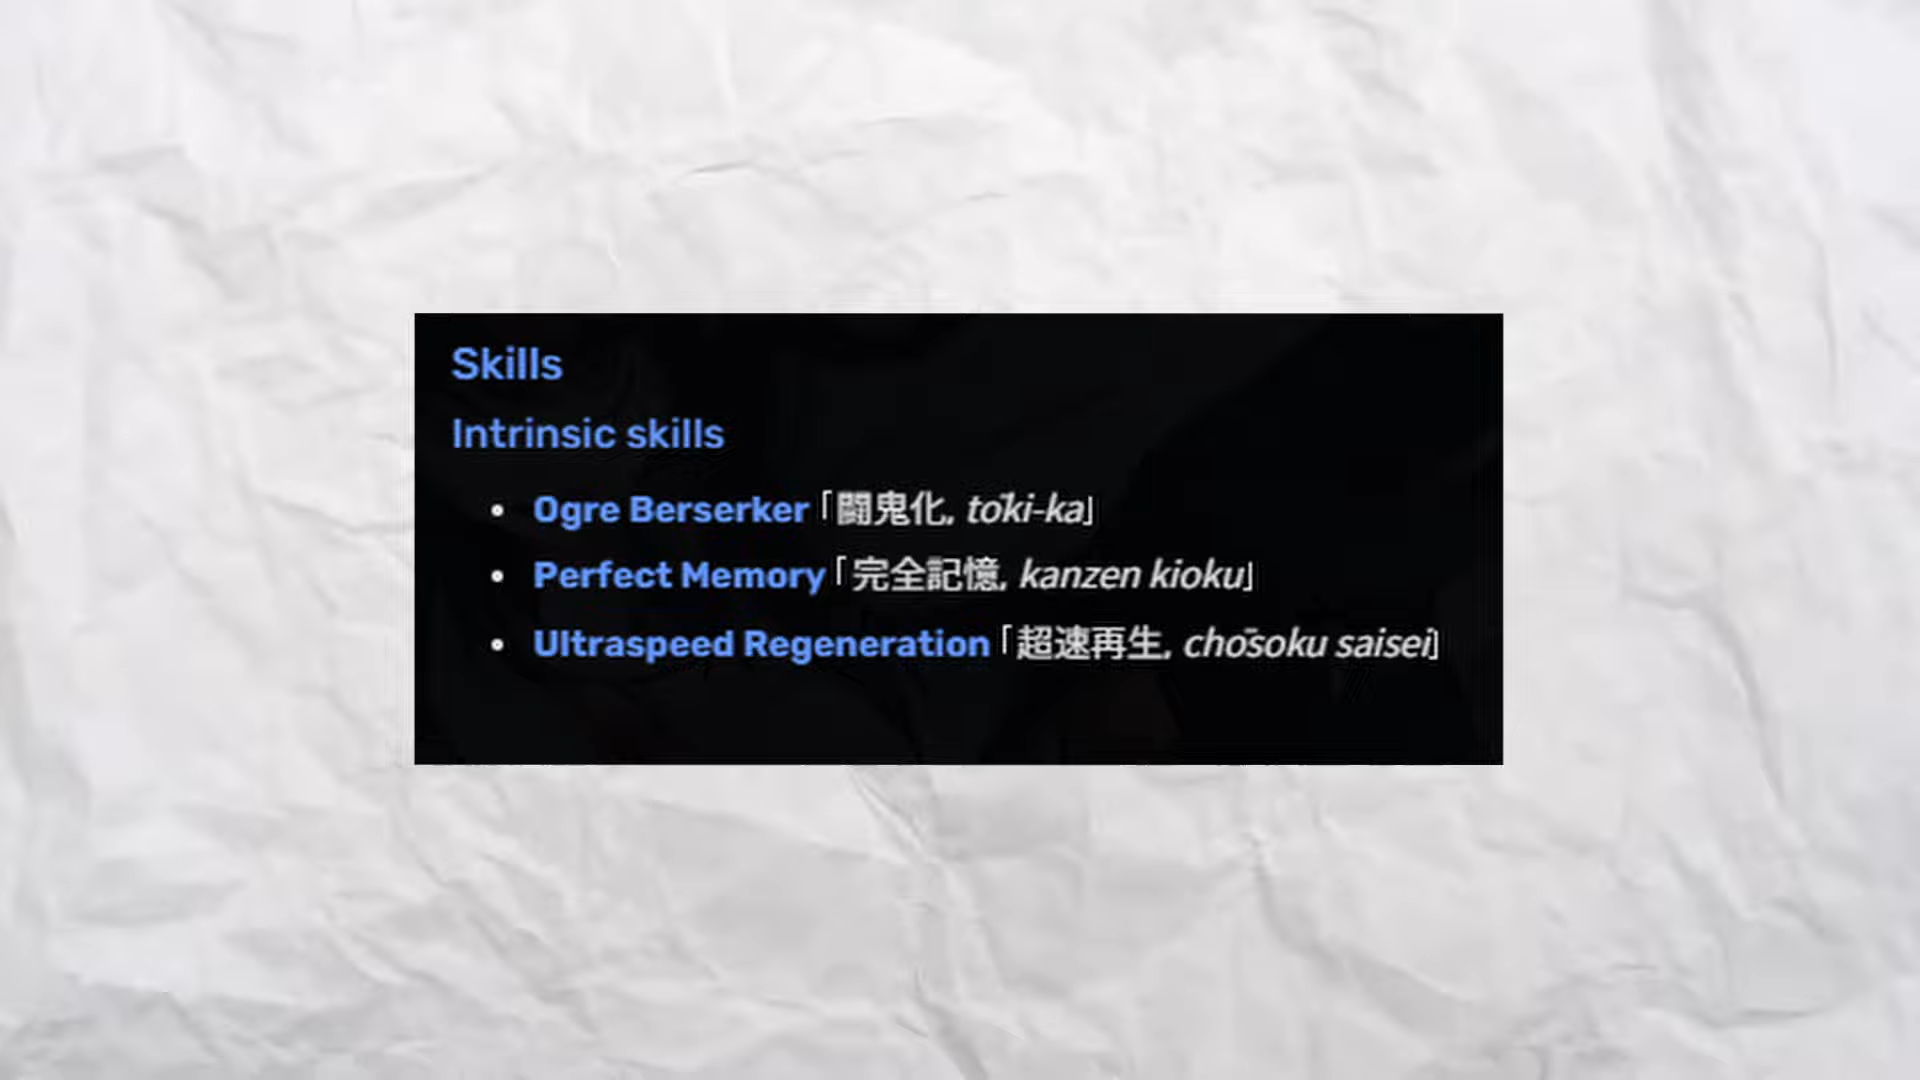 Skills
Intrinsic skills
• Ogre Berserker「闘鬼化, tōki-ka」
• Perfect Memory「完全記憶, kanzen kioku」
• Ultraspeed Regeneration「超速再生, chōsoku saisei」